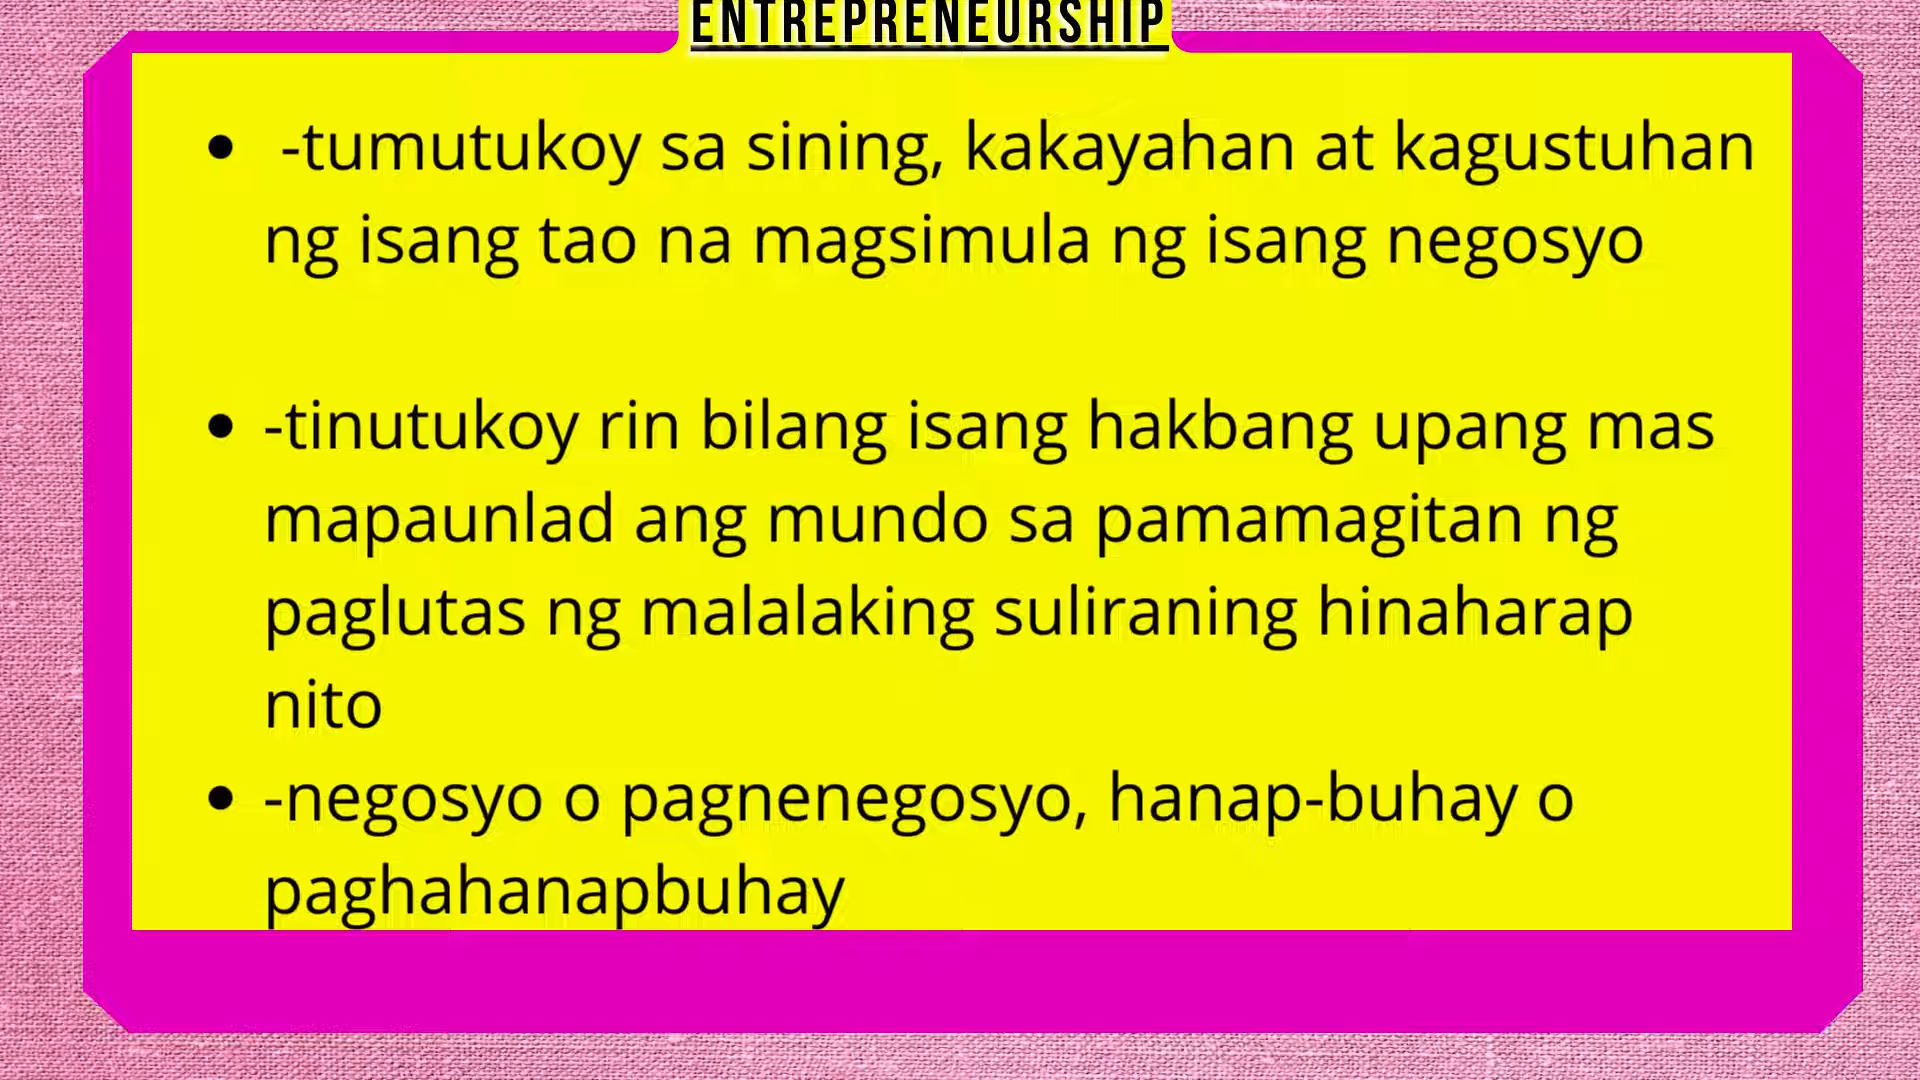 ENTREPRENEURSHIP
• -tumutukoy sa sining, kakayahan at kagustuhan
ng isang tao na magsimula ng isang negosyo
• -tinutukoy rin bilang isang hakbang upang mas
mapaunlad ang mundo sa pamamagitan ng
paglutas ng malalaking suliraning hinaharap
nito
• -negosyo o pagnenegosyo, hanap-buhay o
paghahanapbuhay